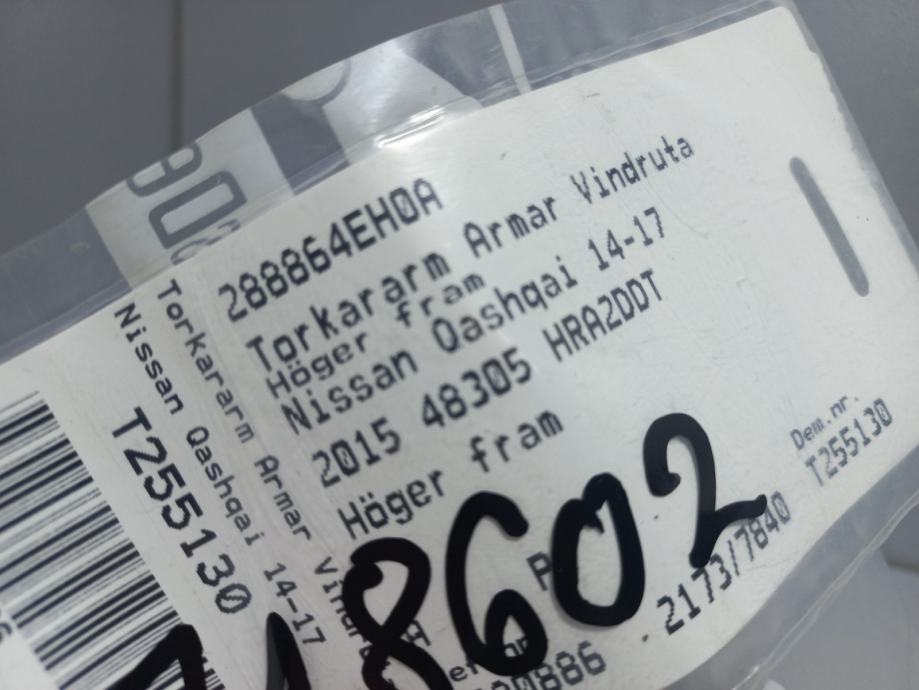 288864EH0A
Torkararm Armar Vindruta
Höger fram
Nissan Qashqai 14-17
2015 48305 HRA2DDT
Höger fram
Dem.nr.
T255130
2173/7840
18602
Torkararm Armar
Nissan Qashqai 14-17
T255130